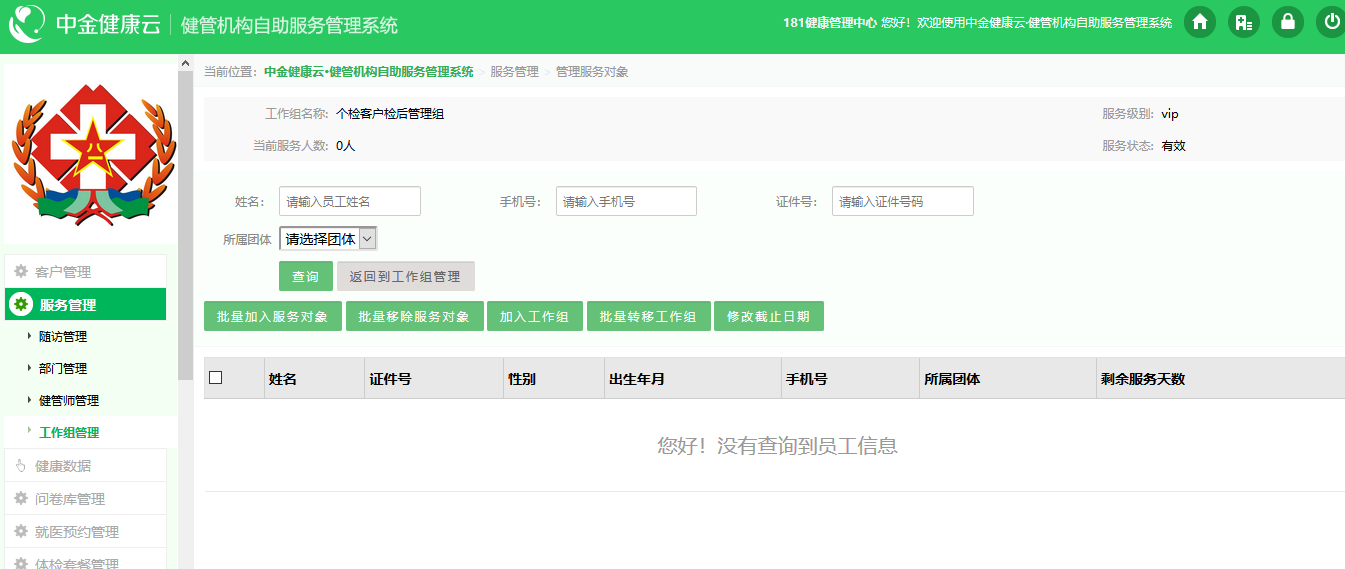 中金健康云 | 健管机构自助服务管理系统
181健康管理中心 您好！欢迎使用中金健康云·健管机构自助服务管理系统
八一
客户管理
服务管理
随访管理
部门管理
健管师管理
工作组管理
健康数据
问卷库管理
就医预约管理
体检套餐管理
当前位置: 中金健康云·健管机构自助服务管理系统 > 服务管理 > 管理服务对象
工作组名称: 个检客户检后管理组 服务级别: vip
当前服务人数: 0人 服务状态: 有效
姓名: 请输入员工姓名 手机号: 请输入手机号 证件号: 请输入证件号码
所属团体 请选择团体
查询 返回到工作组管理
批量加入服务对象 批量移除服务对象 加入工作组 批量转移工作组 修改截止日期
姓名 证件号 性别 出生年月 手机号 所属团体 剩余服务天数
您好！没有查询到员工信息